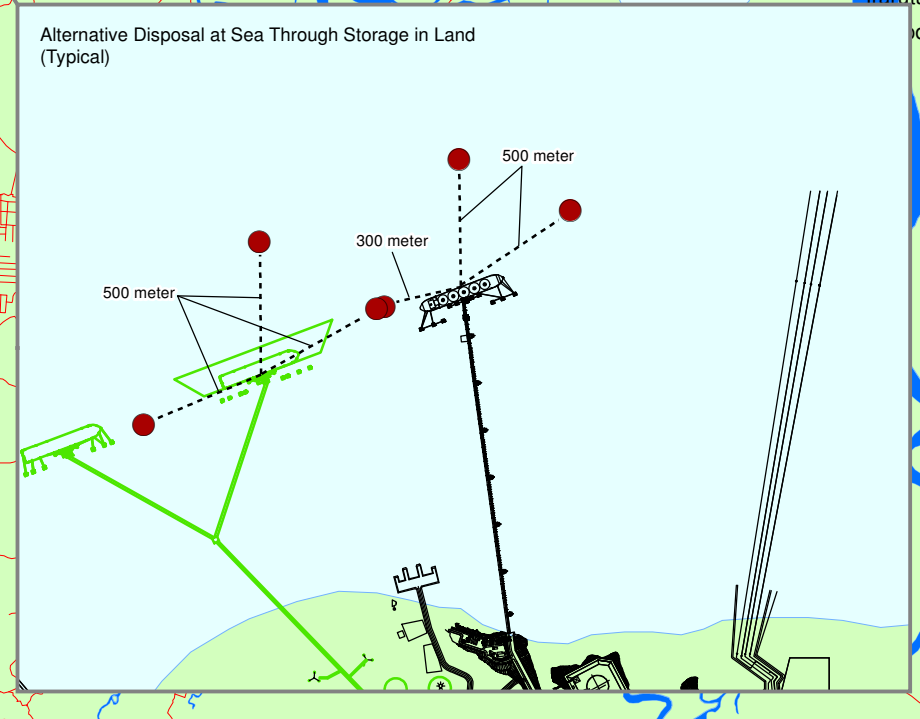 Alternative Disposal at Sea Through Storage in Land
(Typical)
500 meter
300 meter
500 meter